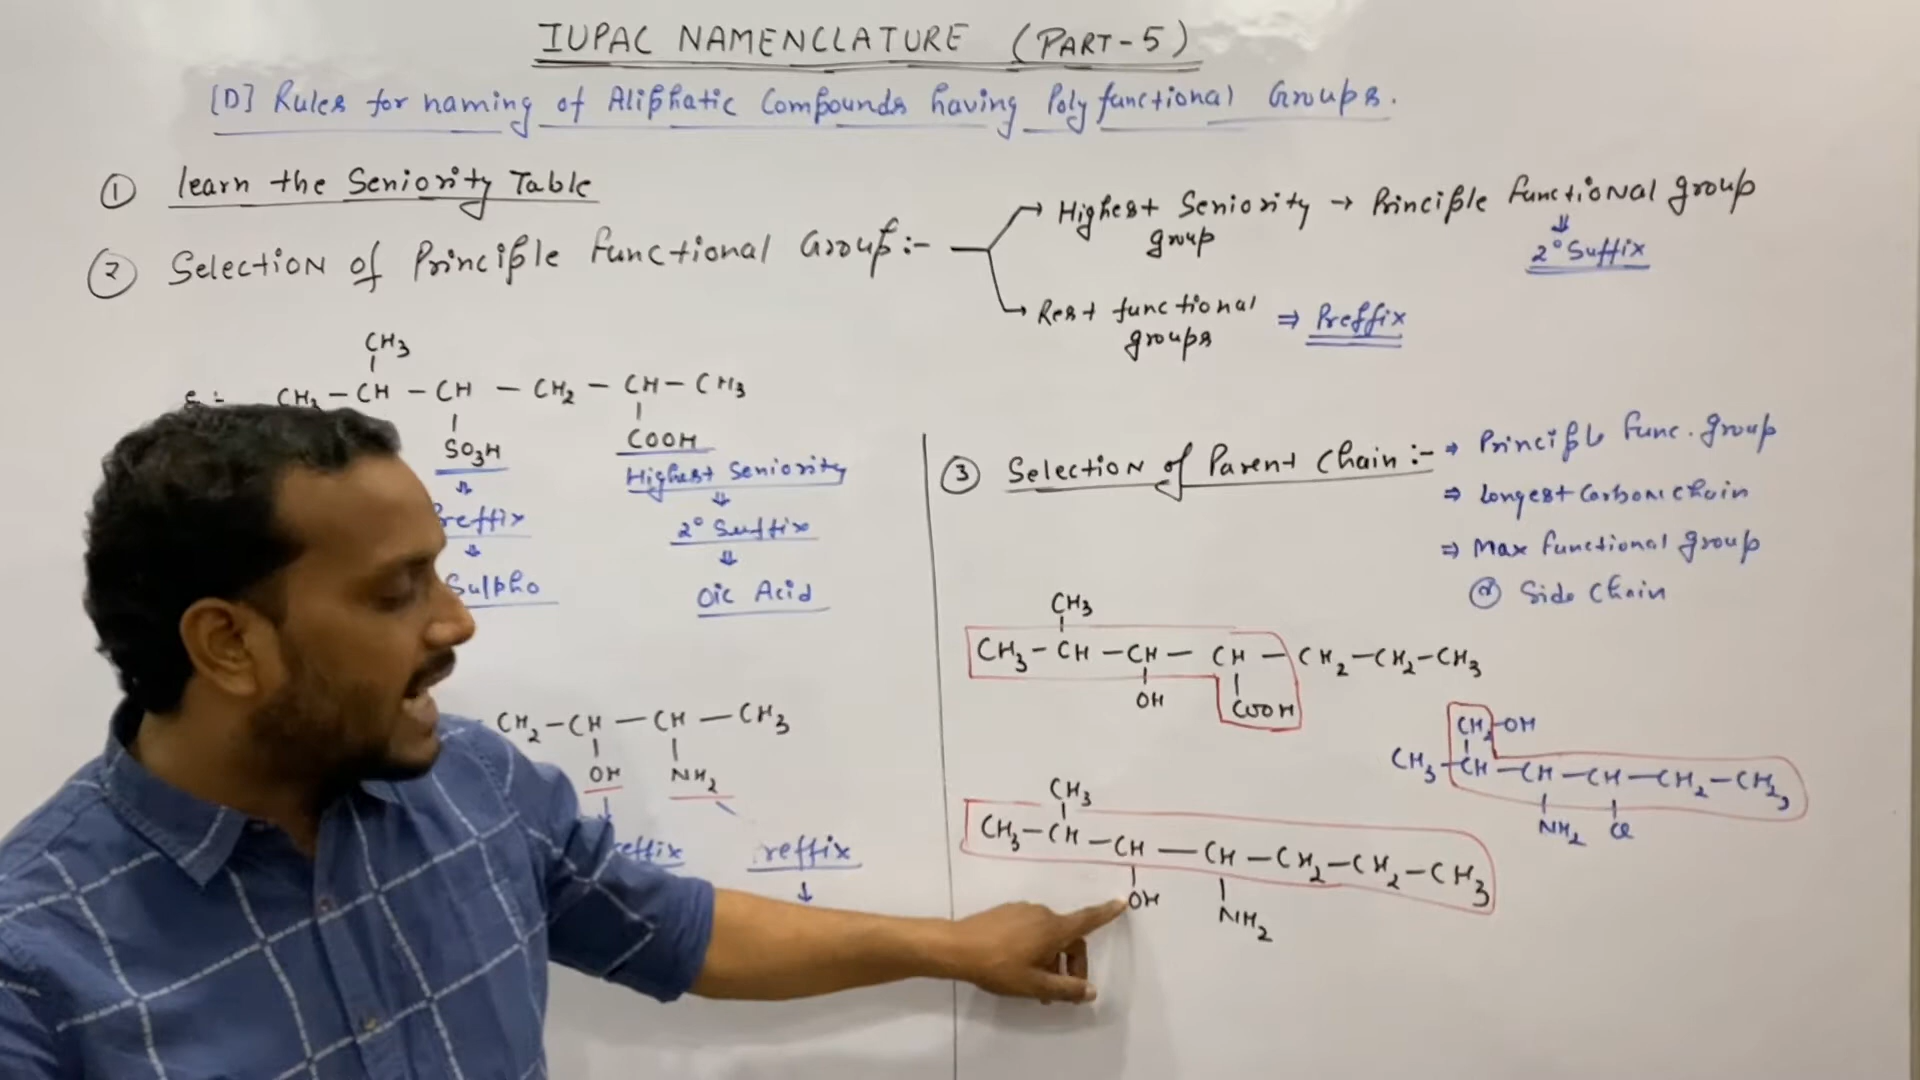 IUPAC NAMENCLATURE (PART-5)
[D] Rules for naming of Aliphatic Compounds having Poly functional Groups.
① learn the Seniority Table
② Selection of Principle Functional Group :-
→ Highest Seniority group → Principle functional group
⇓
2° Suffix
→ Rest functional groups ⇒ Preffix
CH3
CH3 – CH – CH – CH2 – CH – CH3
SO3H
COOH
⇓
Highest Seniority
reffix
⇓
⇓
2° Suffix
Sulpho
⇓
Oic Acid
CH2 – CH – CH – CH3
OH
NH2
effix
reffix
↓
③ Selection of Parent Chain :- → Principle Func. group
⇒ Longest Carbon chain
⇒ Max functional group
@ Side Chain
CH3
CH3 – CH – CH – CH – CH2 – CH2 – CH3
OH
COOH
CH2 – OH
CH3 – CH – CH – CH – CH2 – CH3
NH2
Cl
CH3
CH3 – CH – CH – CH – CH2 – CH2 – CH3
OH
NH2